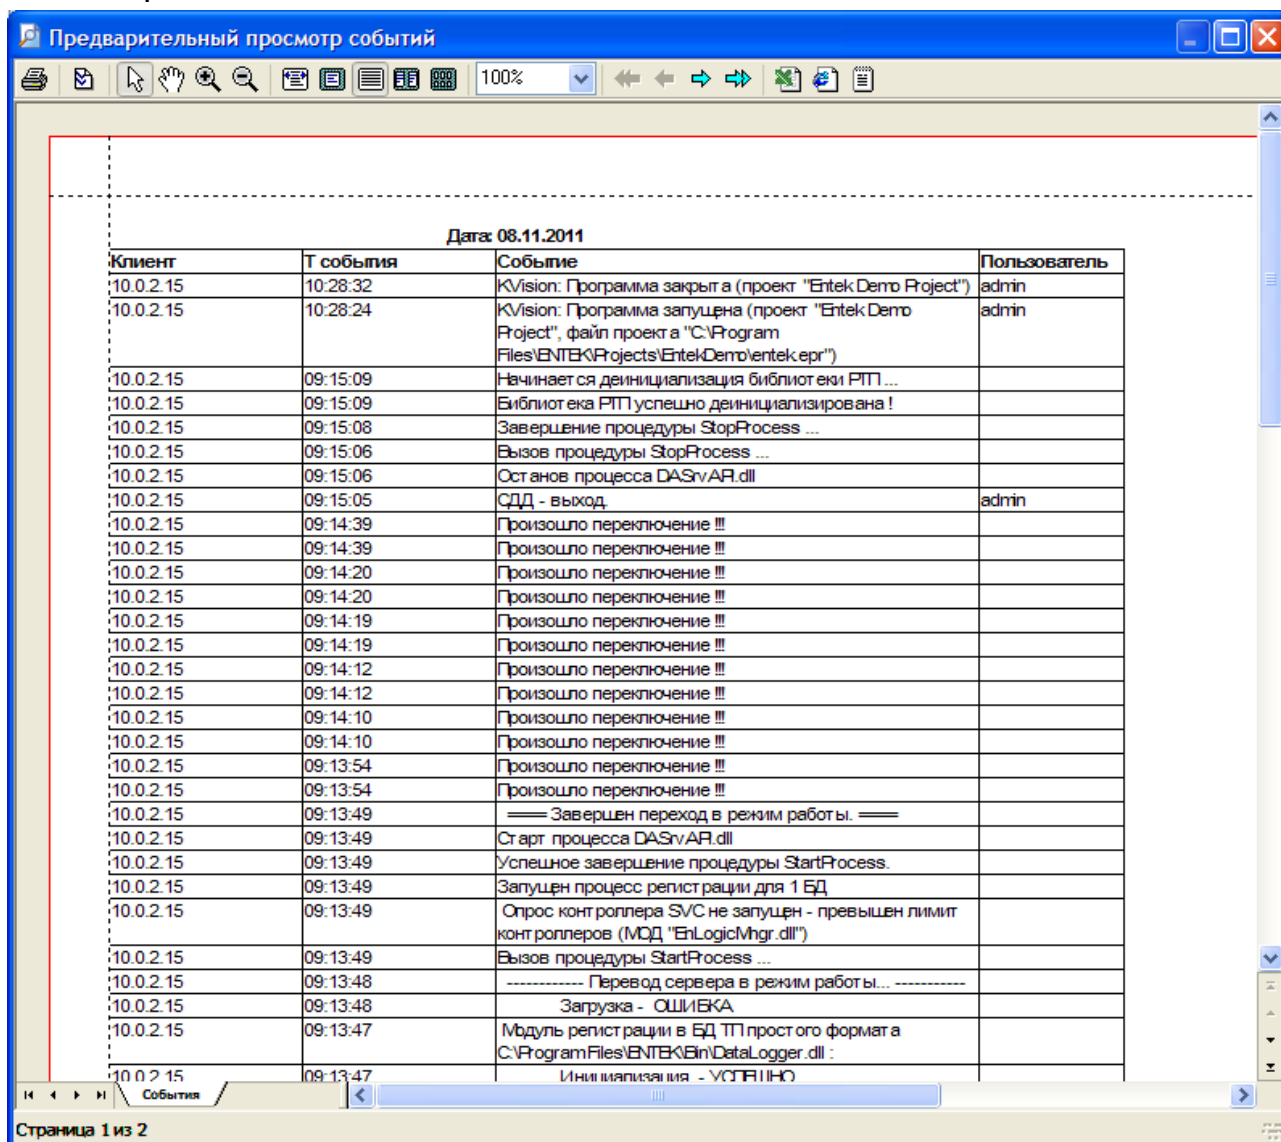 Предварительный просмотр событий
100%
Дата: 08.11.2011
Клиент Т события Событие Пользователь
10.0.2.15 10:28:32 KVision: Программа закрыта (проект "Entek Demo Project") admin
10.0.2.15 10:28:24 KVision: Программа запущена (проект "Entek Demo admin
Project", файл проекта "C:\Program
Files\ENTEK\Projects\EntekDemo\entek.epr")
10.0.2.15 09:15:09 Начинается деинициализация библиотеки РТП ...
10.0.2.15 09:15:09 Библиотека РТП успешно деинициализирована !
10.0.2.15 09:15:08 Завершение процедуры StopProcess ...
10.0.2.15 09:15:06 Вызов процедуры StopProcess ...
10.0.2.15 09:15:06 Останов процесса DASrvAPI.dll
10.0.2.15 09:15:05 СДД - выход. admin
10.0.2.15 09:14:39 Произошло переключение !!!
10.0.2.15 09:14:39 Произошло переключение !!!
10.0.2.15 09:14:20 Произошло переключение !!!
10.0.2.15 09:14:20 Произошло переключение !!!
10.0.2.15 09:14:19 Произошло переключение !!!
10.0.2.15 09:14:19 Произошло переключение !!!
10.0.2.15 09:14:12 Произошло переключение !!!
10.0.2.15 09:14:12 Произошло переключение !!!
10.0.2.15 09:14:10 Произошло переключение !!!
10.0.2.15 09:14:10 Произошло переключение !!!
10.0.2.15 09:13:54 Произошло переключение !!!
10.0.2.15 09:13:54 Произошло переключение !!!
10.0.2.15 09:13:49 ==== Завершен переход в режим работы. ====
10.0.2.15 09:13:49 Старт процесса DASrvAPI.dll
10.0.2.15 09:13:49 Успешное завершение процедуры StartProcess.
10.0.2.15 09:13:49 Запущен процесс регистрации для 1 БД
10.0.2.15 09:13:49 Опрос контроллера SVC не запущен - превышен лимит
контроллеров (МОД "EnLogicMngr.dll")
10.0.2.15 09:13:49 Вызов процедуры StartProcess ...
10.0.2.15 09:13:48 ------------ Перевод сервера в режим работы... -----------
10.0.2.15 09:13:48 Загрузка - ОШИБКА
10.0.2.15 09:13:47 Модуль регистрации в БД ТП простого формата
C:\Program Files\ENTEK\Bin\DataLogger.dll :
10.0.2.15 09:13:47 Инициализация - УСПЕШНО
События
Страница 1 из 2